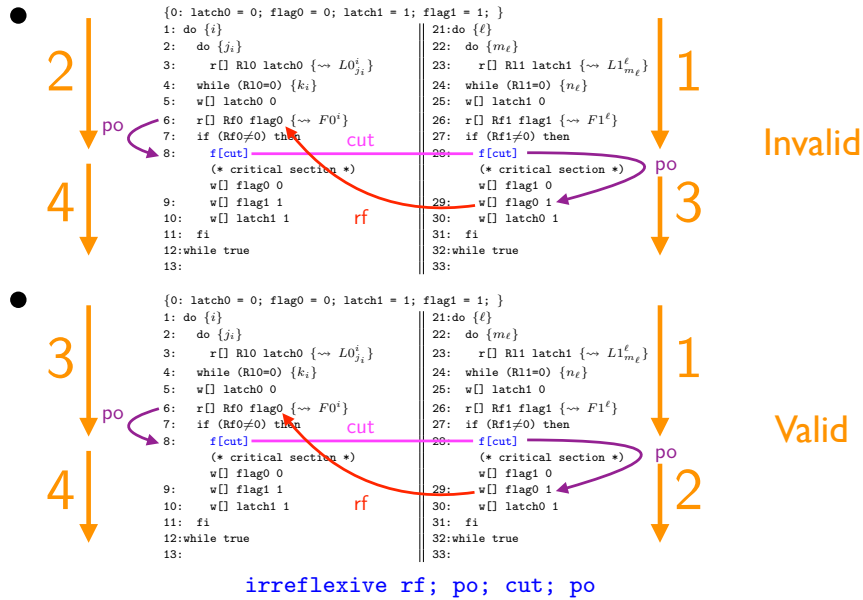 {0: latch0 = 0; flag0 = 0; latch1 = 1; flag1 = 1; }
1: do {i} 21:do {ℓ}
2: do {j_i} 22: do {m_ℓ}
3: r[] Rl0 latch0 {⇝ L0^i_{j_i}} 23: r[] Rl1 latch1 {⇝ L1^ℓ_{m_ℓ}}
4: while (Rl0=0) {k_i} 24: while (Rl1=0) {n_ℓ}
5: w[] latch0 0 25: w[] latch1 0
6: r[] Rf0 flag0 {⇝ F0^i} 26: r[] Rf1 flag1 {⇝ F1^ℓ}
7: if (Rf0≠0) then 27: if (Rf1≠0) then
8: f[cut] 28: f[cut]
(* critical section *) (* critical section *)
w[] flag0 0 w[] flag1 0
9: w[] flag1 1 29: w[] flag0 1
10: w[] latch1 1 30: w[] latch0 1
11: fi 31: fi
12:while true 32:while true
13: 33:
2
4
po
cut
rf
po
1
3
Invalid
{0: latch0 = 0; flag0 = 0; latch1 = 1; flag1 = 1; }
1: do {i} 21:do {ℓ}
2: do {j_i} 22: do {m_ℓ}
3: r[] Rl0 latch0 {⇝ L0^i_{j_i}} 23: r[] Rl1 latch1 {⇝ L1^ℓ_{m_ℓ}}
4: while (Rl0=0) {k_i} 24: while (Rl1=0) {n_ℓ}
5: w[] latch0 0 25: w[] latch1 0
6: r[] Rf0 flag0 {⇝ F0^i} 26: r[] Rf1 flag1 {⇝ F1^ℓ}
7: if (Rf0≠0) then 27: if (Rf1≠0) then
8: f[cut] 28: f[cut]
(* critical section *) (* critical section *)
w[] flag0 0 w[] flag1 0
9: w[] flag1 1 29: w[] flag0 1
10: w[] latch1 1 30: w[] latch0 1
11: fi 31: fi
12:while true 32:while true
13: 33:
3
4
po
cut
rf
po
1
2
Valid
irreflexive rf; po; cut; po